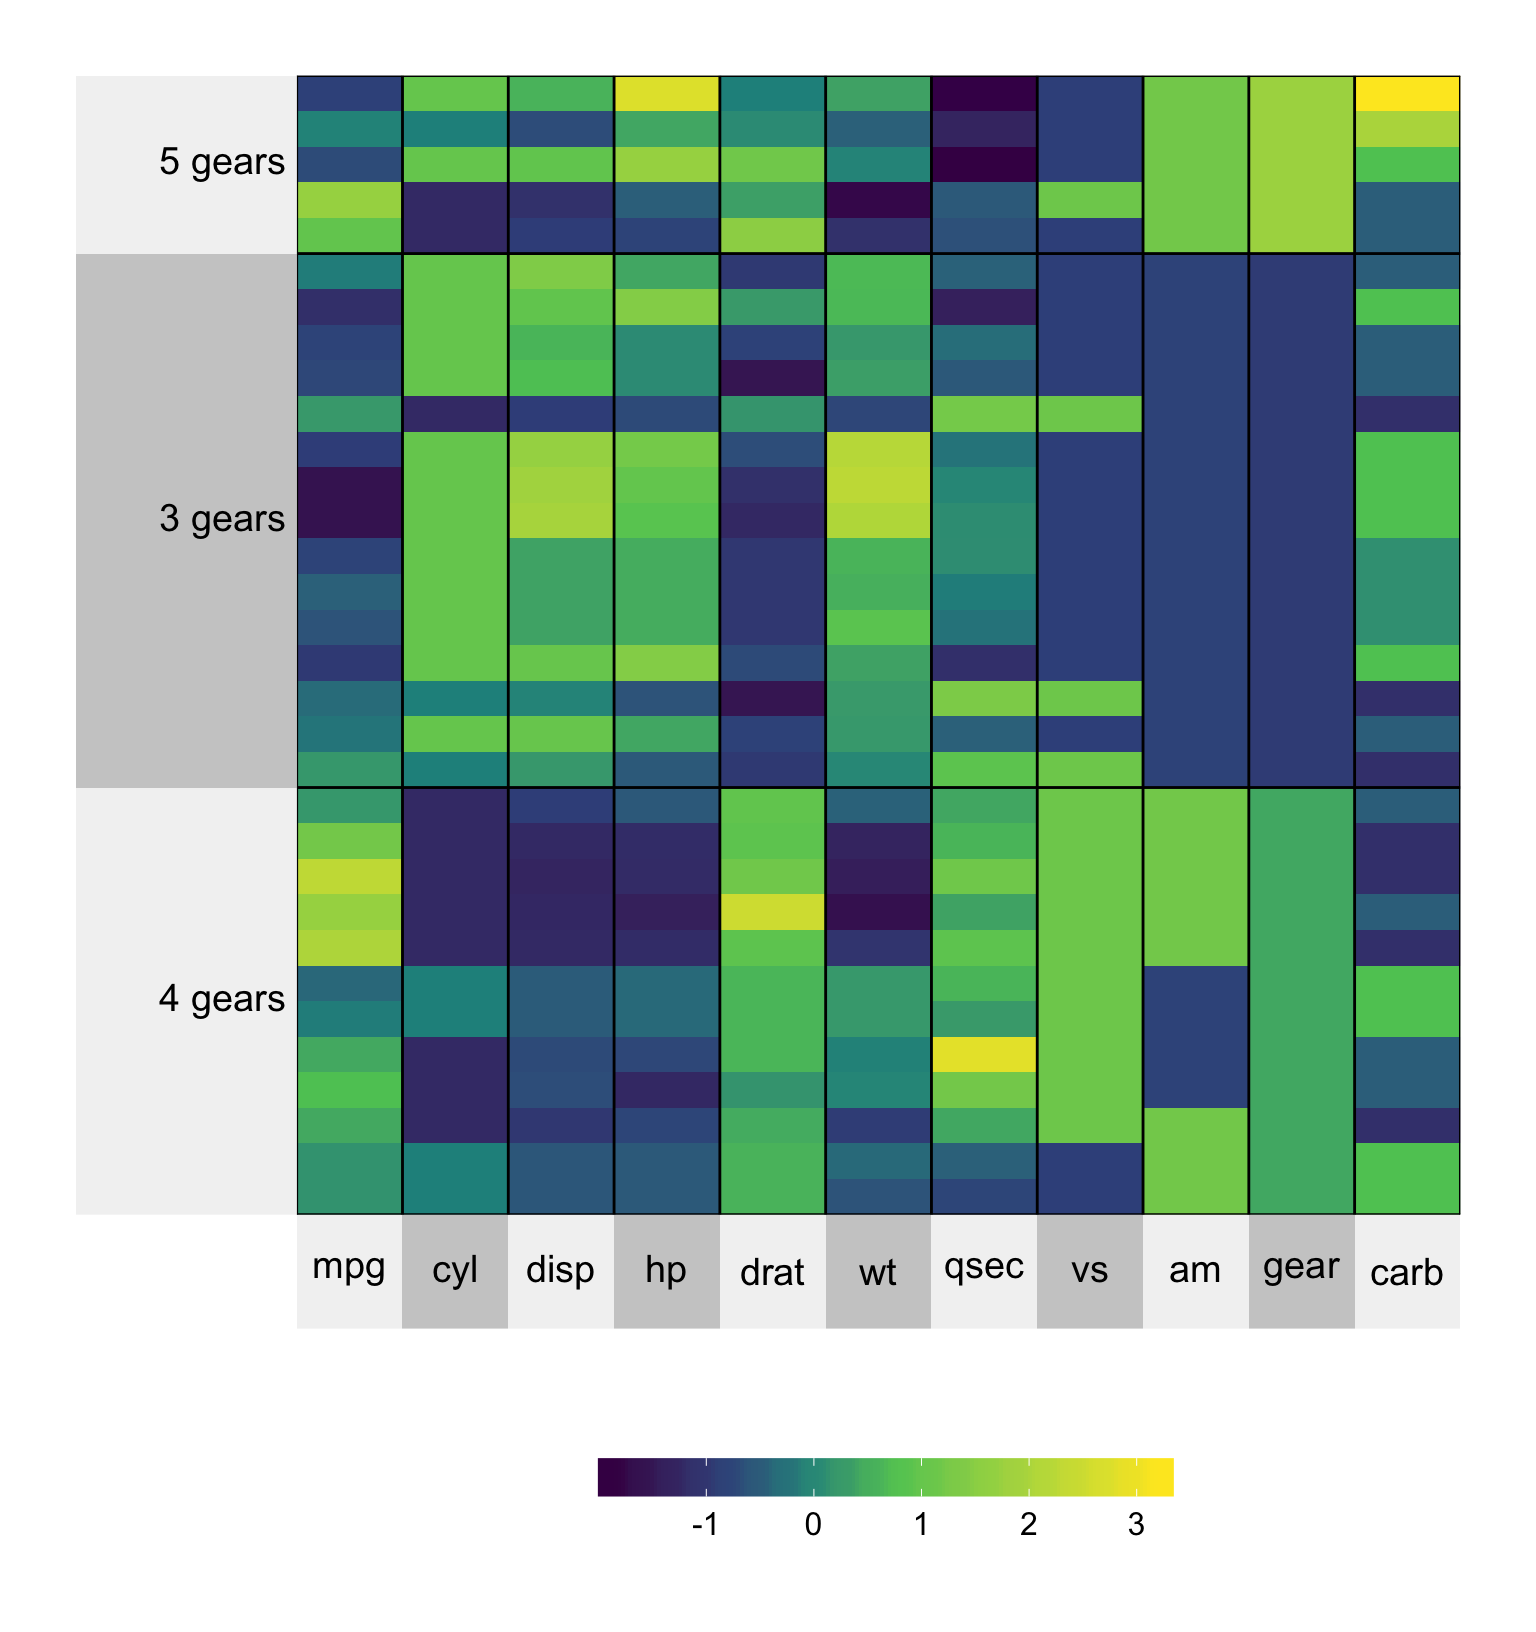 5 gears
3 gears
4 gears
mpg cyl disp hp drat wt qsec vs am gear carb
-1 0 1 2 3